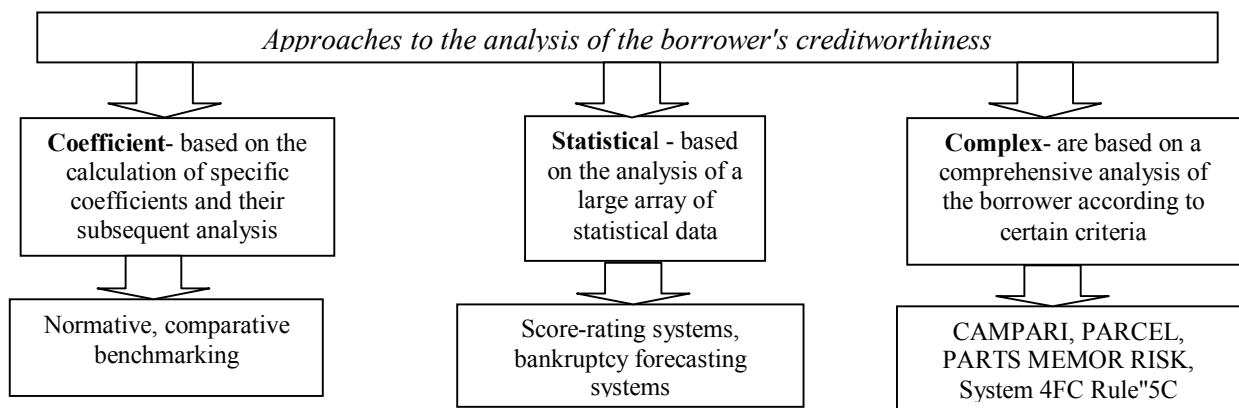 Approaches to the analysis of the borrower's creditworthiness
Coefficient- based on the
calculation of specific
coefficients and their
subsequent analysis
Statistical - based
on the analysis of a
large array of
statistical data
Complex- are based on a
comprehensive analysis of
the borrower according to
certain criteria
Normative, comparative
benchmarking
Score-rating systems,
bankruptcy forecasting
systems
CAMPARI, PARCEL,
PARTS MEMOR RISK,
System 4FC Rule"5C